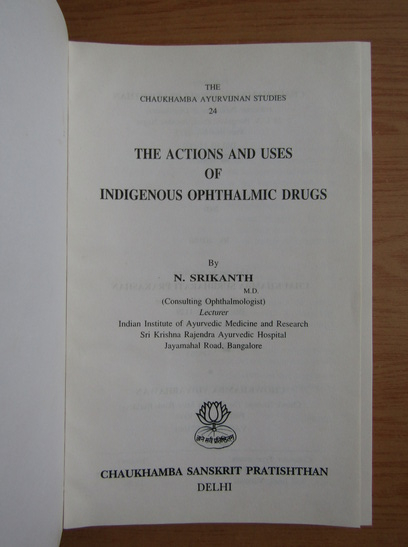 THE
CHAUKHAMBA AYURVIJNAN STUDIES
24
THE ACTIONS AND USES
OF
INDIGENOUS OPHTHALMIC DRUGS
By
N. SRIKANTH
M.D.
(Consulting Ophthalmologist)
Lecturer
Indian Institute of Ayurvedic Medicine and Research
Sri Krishna Rajendra Ayurvedic Hospital
Jayamahal Road, Bangalore
CHAUKHAMBA SANSKRIT PRATISHTHAN
DELHI